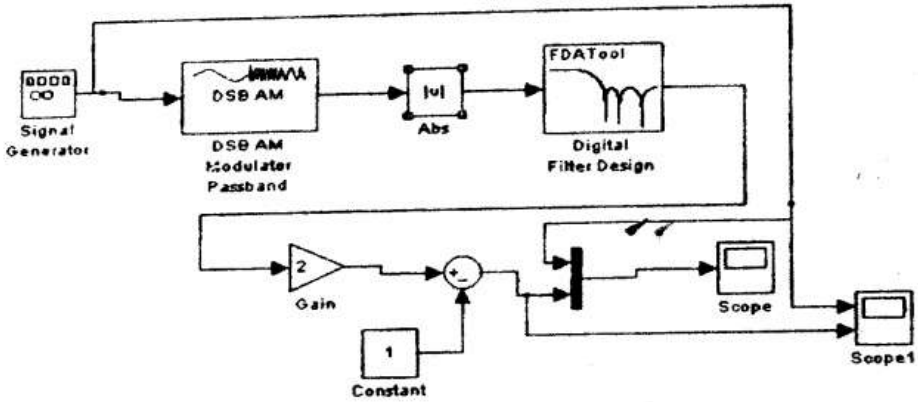 FDATool
DSB AM
|u|
Signal
Generator
DSB AM
Modulator
Passband
Abs
Digital
Filter Design
2
Gain
+
-
Scope
1
Constant
Scope1